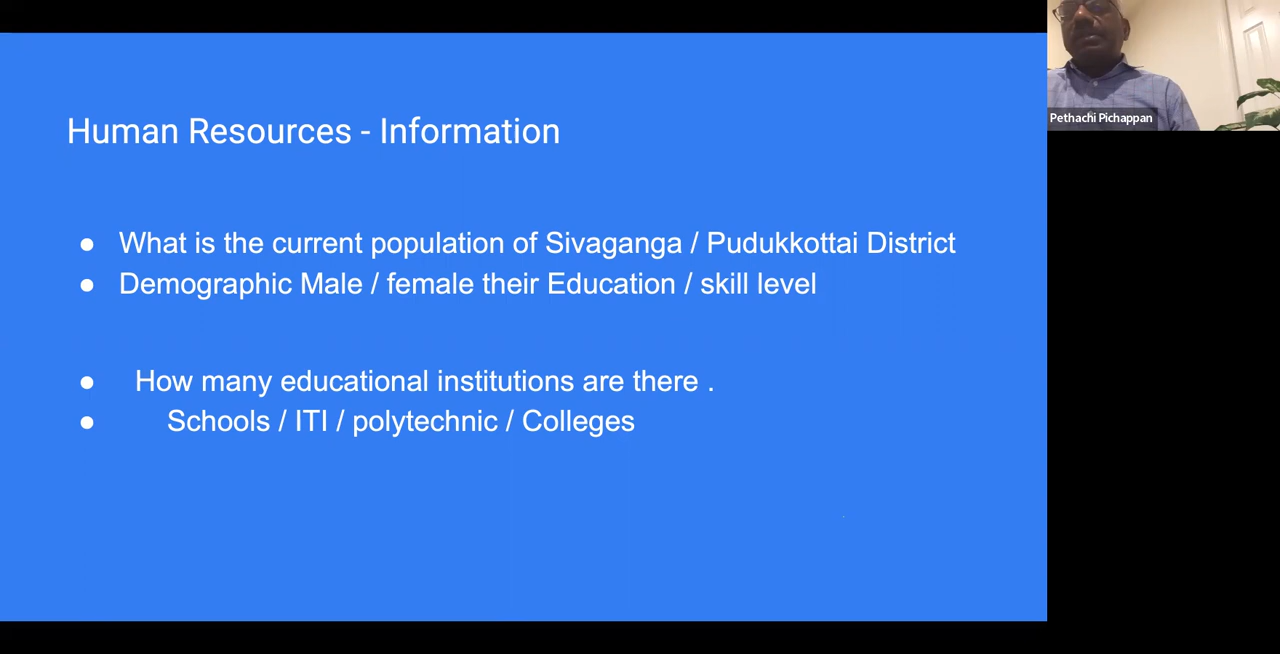 Human Resources - Information
● What is the current population of Sivaganga / Pudukkottai District
● Demographic Male / female their Education / skill level
● How many educational institutions are there .
● Schools / ITI / polytechnic / Colleges
Pethachi Pichappan